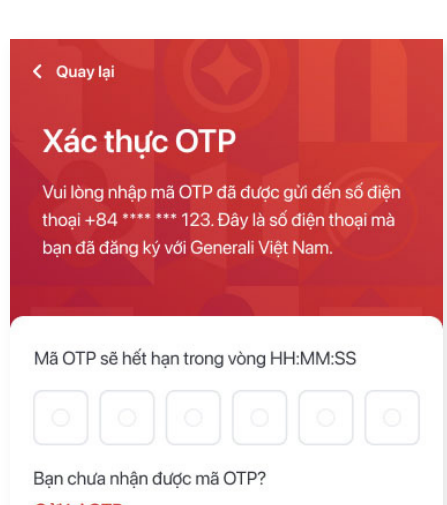 Quay lại
Xác thực OTP
Vui lòng nhập mã OTP đã được gửi đến số điện
thoại +84 **** *** 123. Đây là số điện thoại mà
bạn đã đăng ký với Generali Việt Nam.
Mã OTP sẽ hết hạn trong vòng HH:MM:SS
Bạn chưa nhận được mã OTP?